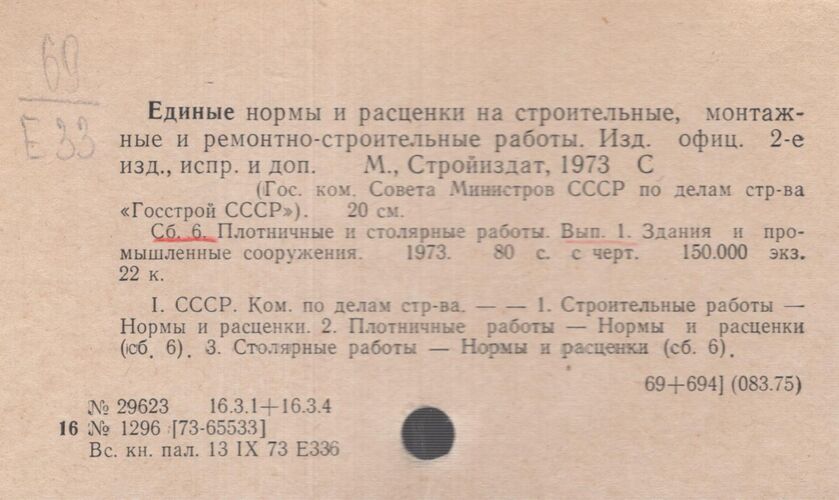 69
Е 33
Единые нормы и расценки на строительные, монтаж-
ные и ремонтно-строительные работы. Изд. офиц. 2-е
изд., испр. и доп. М., Стройиздат, 1973 С
(Гос. ком. Совета Министров СССР по делам стр-ва
«Госстрой СССР»). 20 см.
Сб. 6. Плотничные и столярные работы. Вып. 1. Здания и про-
мышленные сооружения. 1973. 80 с. с черт. 150.000 экз.
22 к.
I. СССР. Ком. по делам стр-ва. — — 1. Строительные работы —
Нормы и расценки. 2. Плотничные работы — Нормы и расценки
(сб. 6). 3. Столярные работы — Нормы и расценки (сб. 6).
69+694] (083.75)
№ 29623 16.3.1+16.3.4
16 № 1296 [73-65533]
Вс. кн. пал. 13 IX 73 Е336